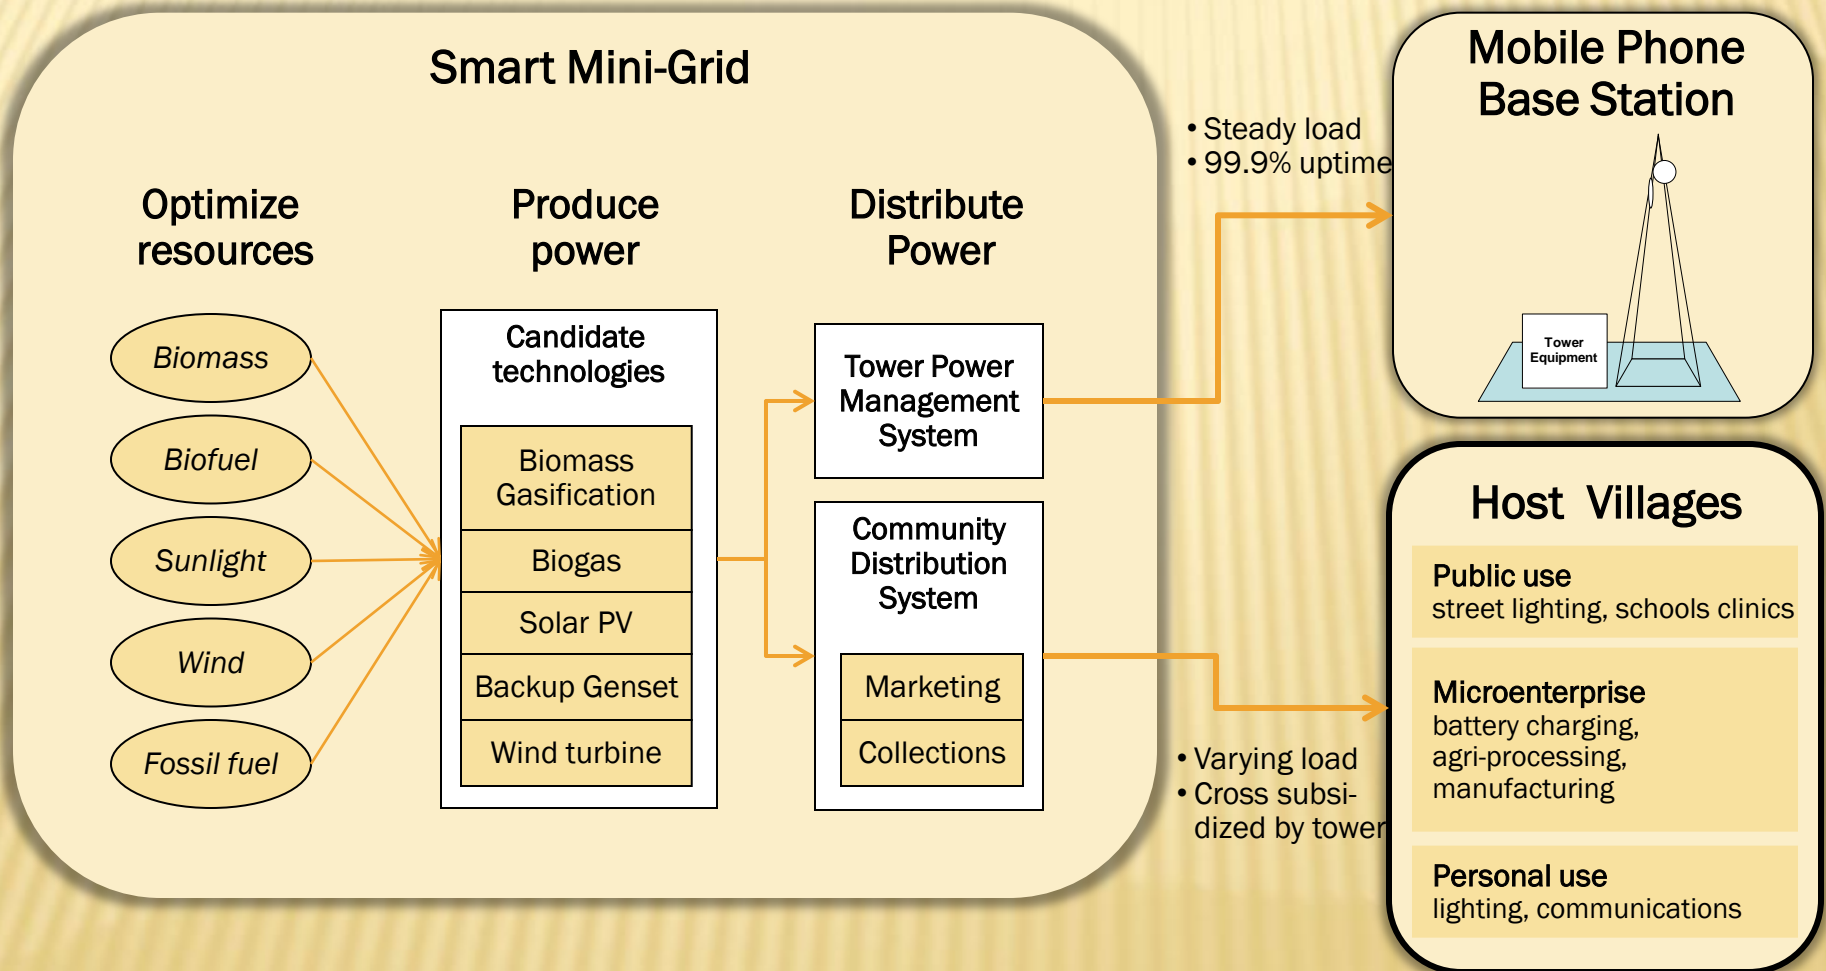 Smart Mini-Grid
Optimize
resources
Biomass
Biofuel
Sunlight
Wind
Fossil fuel
Produce
power
Candidate
technologies
Biomass
Gasification
Biogas
Solar PV
Backup Genset
Wind turbine
Distribute
Power
Tower Power
Management
System
Community
Distribution
System
Marketing
Collections
• Steady load
• 99.9% uptime
• Varying load
• Cross subsi-
dized by tower
Mobile Phone
Base Station
Tower
Equipment
Host Villages
Public use
street lighting, schools clinics
Microenterprise
battery charging,
agri-processing,
manufacturing
Personal use
lighting, communications